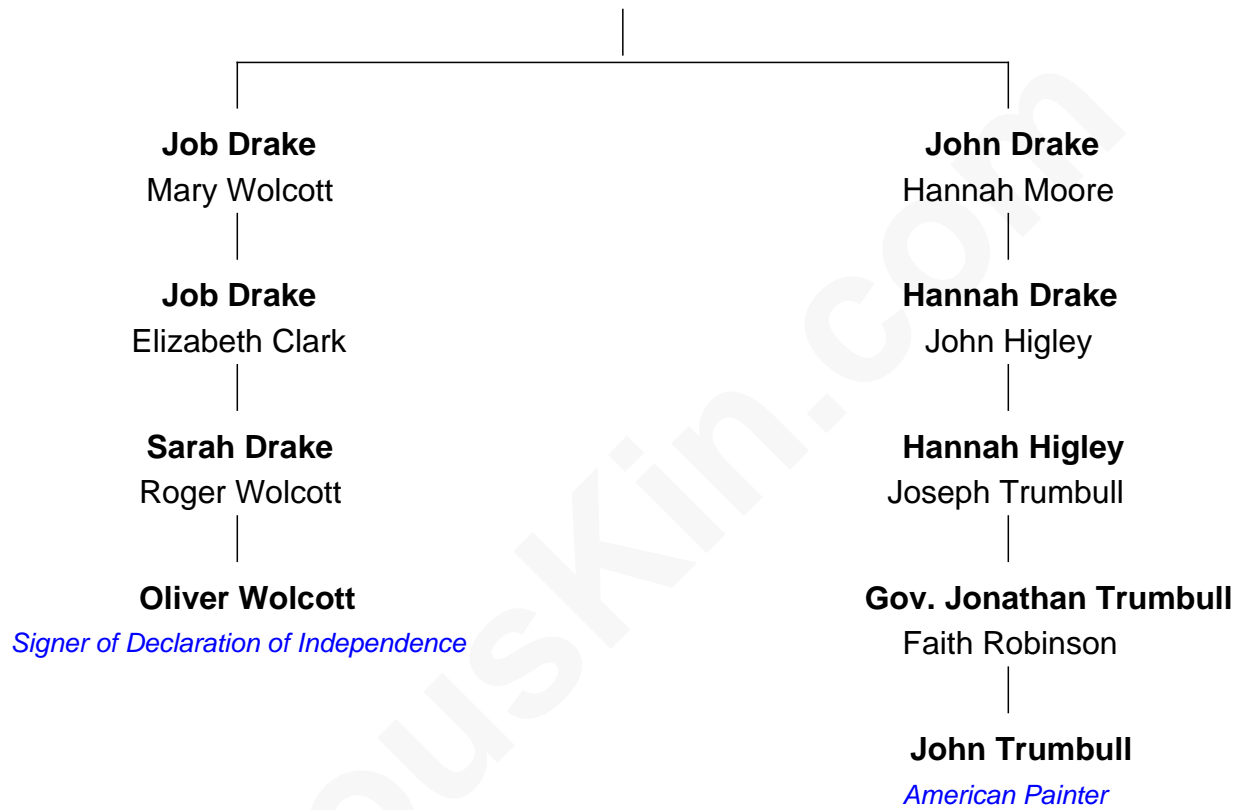 Job Drake
Mary Wolcott
Job Drake
Elizabeth Clark
Sarah Drake
Roger Wolcott
Oliver Wolcott
Signer of Declaration of Independence
John Drake
Hannah Moore
Hannah Drake
John Higley
Hannah Higley
Joseph Trumbull
Gov. Jonathan Trumbull
Faith Robinson
John Trumbull
American Painter
ousKin.com